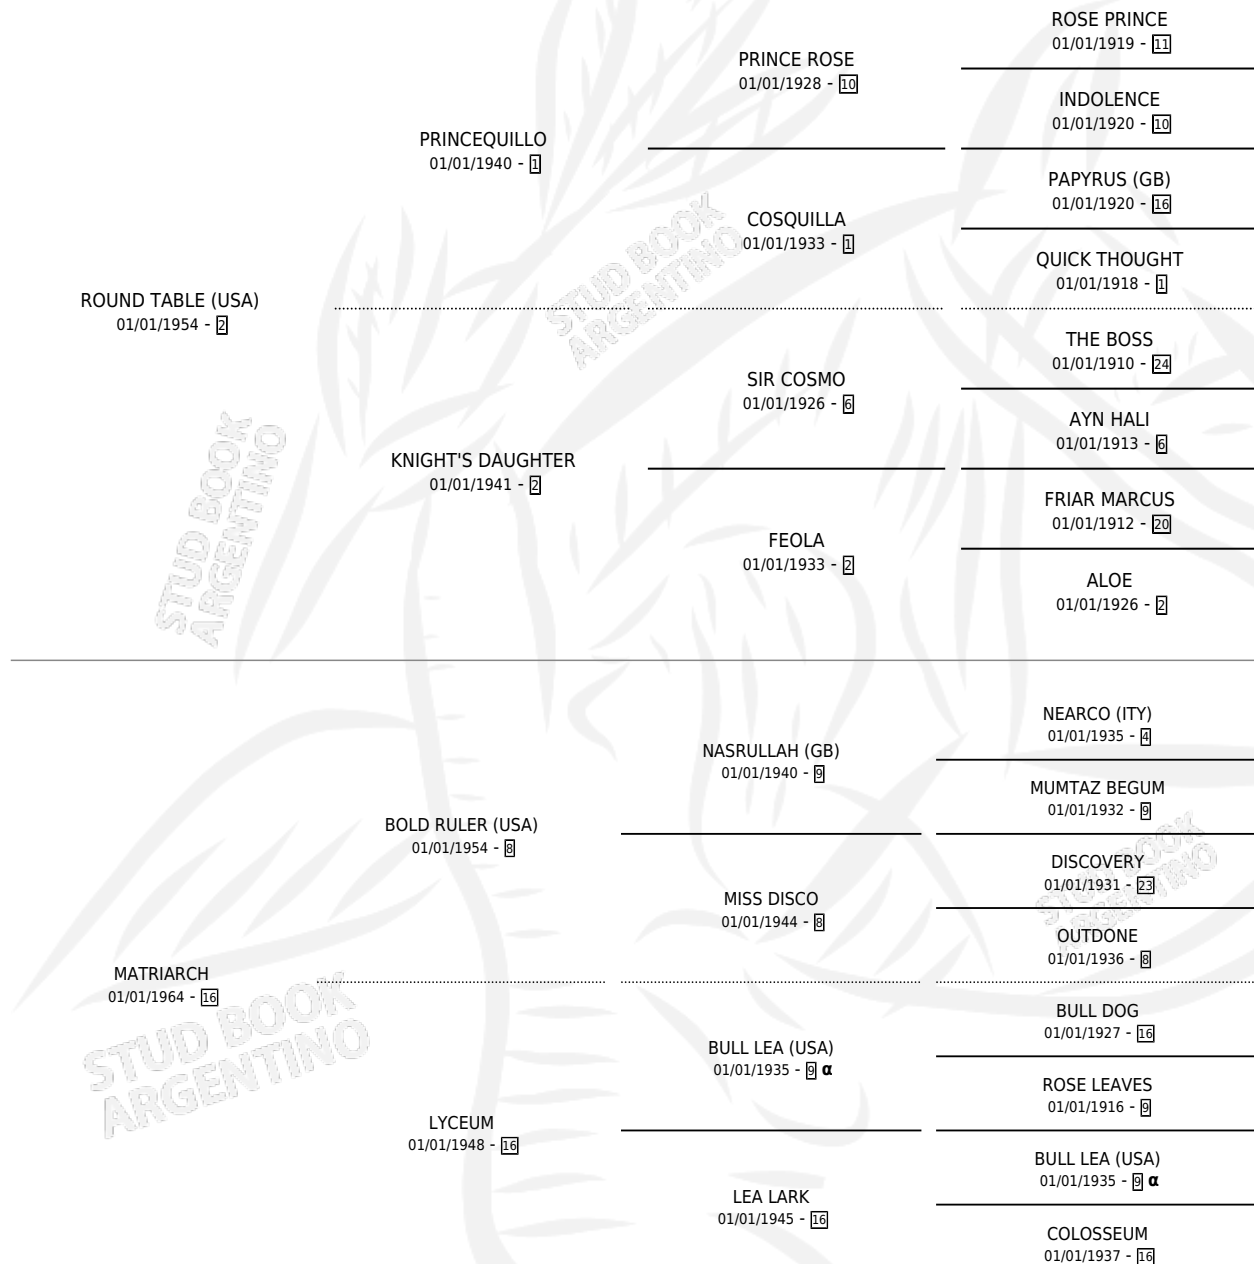 ROSE PRINCE
01/01/1919 - 11
PRINCE ROSE
01/01/1928 - 10
INDOLENCE
01/01/1920 - 10
PRINCEQUILLO
01/01/1940 - 1
PAPYRUS (GB)
01/01/1920 - 16
COSQUILLA
01/01/1933 - 1
QUICK THOUGHT
01/01/1918 - 1
STUD BOOK
ARGENTINO
ROUND TABLE (USA)
01/01/1954 - 2
THE BOSS
01/01/1910 - 24
SIR COSMO
01/01/1926 - 6
AYN HALI
01/01/1913 - 6
KNIGHT'S DAUGHTER
01/01/1941 - 2
FRIAR MARCUS
01/01/1912 - 20
FEOLA
01/01/1933 - 2
ALOE
01/01/1926 - 2
STUD BOOK
ARGENTINO
NEARCO (ITY)
01/01/1935 - 4
NASRULLAH (GB)
01/01/1940 - 9
MUMTAZ BEGUM
01/01/1932 - 9
BOLD RULER (USA)
01/01/1954 - 8
DISCOVERY
01/01/1931 - 23
STUD BOOK
ARGENTINO
MISS DISCO
01/01/1944 - 8
OUTDONE
01/01/1936 - 8
MATRIARCH
01/01/1964 - 16
STUD BOOK
ARGENTINO
BULL DOG
01/01/1927 - 16
BULL LEA (USA)
01/01/1935 - 9 α
ROSE LEAVES
01/01/1916 - 9
LYCEUM
01/01/1948 - 16
BULL LEA (USA)
01/01/1935 - 9 α
LEA LARK
01/01/1945 - 16
COLOSSEUM
01/01/1937 - 16